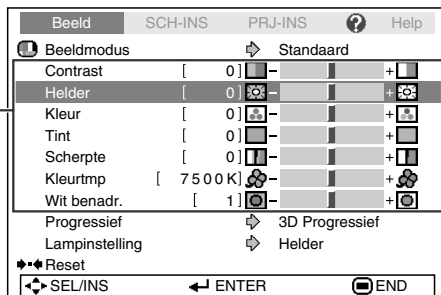 Beeld SCH-INS PRJ-INS ? Help
Beeldmodus Standaard
Contrast [ 0] - +
Helder [ 0] - +
Kleur [ 0] - +
Tint [ 0] - +
Scherpte [ 0] - +
Kleurtmp [ 7500K] - +
Wit benadr. [ 1] - +
Progressief 3D Progressief
Lampinstelling Helder
Reset
SEL/INS ENTER END